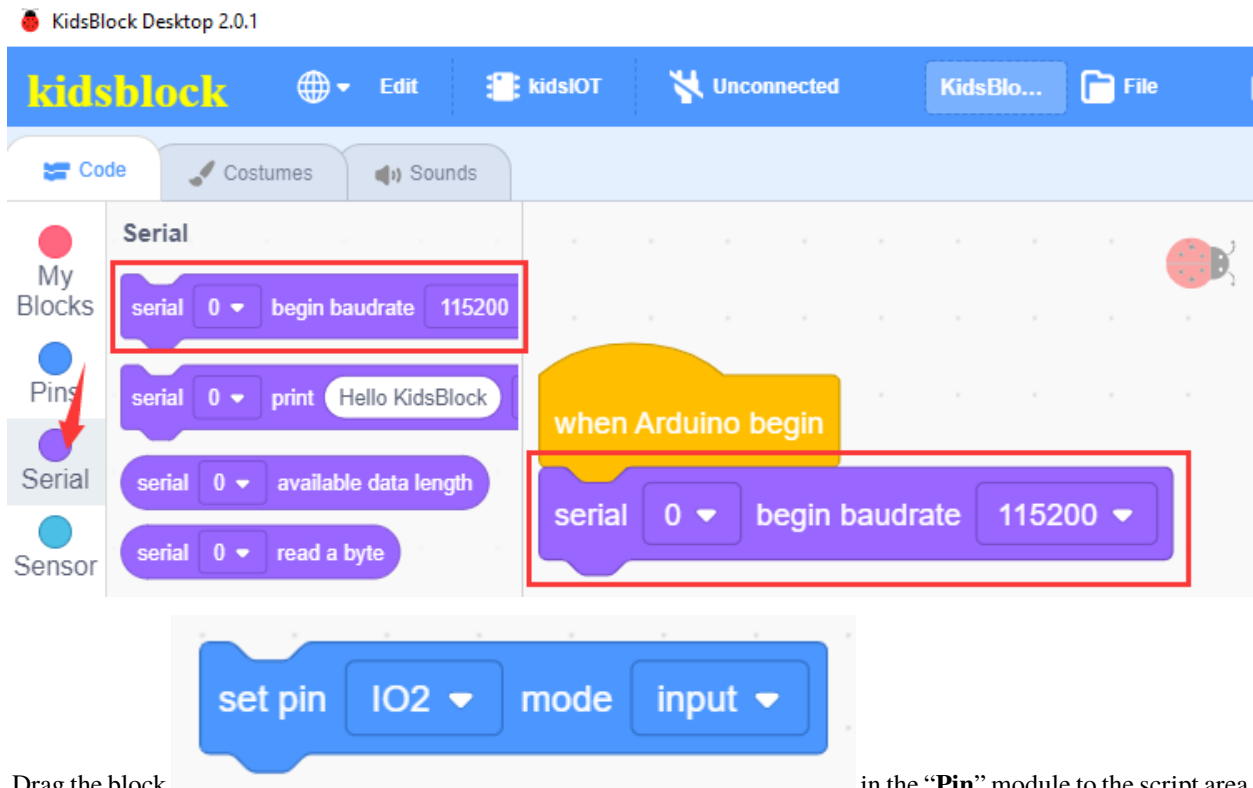 KidsBlock Desktop 2.0.1
kidsblock Edit kidsIOT Unconnected KidsBlo... File
Code Costumes Sounds
My
Blocks
Pins
Serial
Sensor
Serial
serial 0 begin baudrate 115200
serial 0 print Hello KidsBlock
serial 0 available data length
serial 0 read a byte
when Arduino begin
serial 0 begin baudrate 115200
set pin IO2 mode input
Drag the block in the “Pin” module to the script area